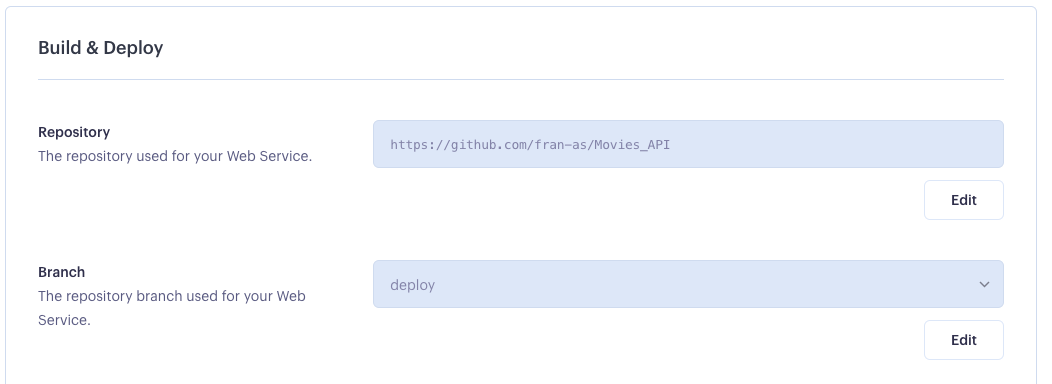 Build & Deploy
Repository
The repository used for your Web Service.
https://github.com/fran-as/Movies_API
Edit
Branch
The repository branch used for your Web
Service.
deploy
Edit